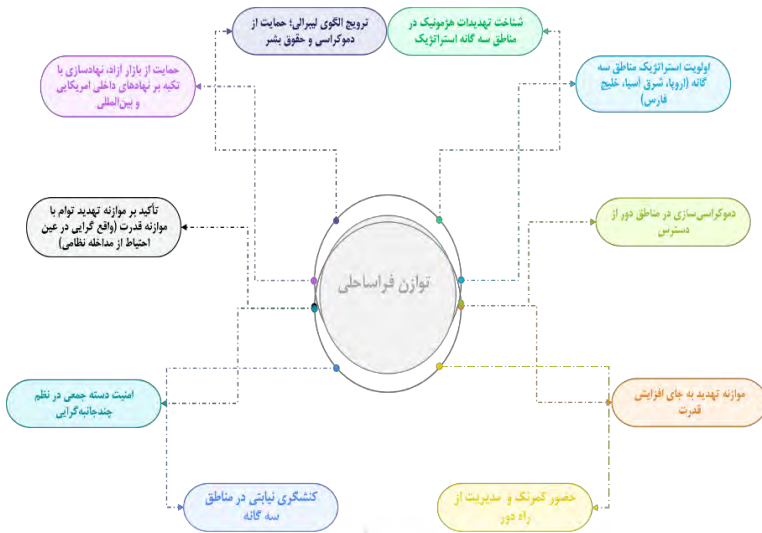 شناخت تهدیدات هژمونیک در
مناطق سه گانه استراتژیک
ترویج الگوی لیبرالی؛ حمایت از
دموکراسی و حقوق بشر
اولویت استراتژیک مناطق سه
گانه (اروپا، شرق آسیا، خلیج
فارس)
حمایت از بازار آزاد، نهادسازی با
تکیه بر نهادهای داخلی امریکایی
و بین‌المللی
دموکراسی‌سازی در مناطق دور از
دسترس
تأکید بر موازنه تهدید توام با
موازنه قدرت (واقع گرایی در عین
احتیاط از مداخله نظامی)
توازن فراساحلی
موازنه تهدید به جای افزایش
قدرت
امنیت دسته جمعی در نظم
چندجانبه‌گرایی
حضور کمرنگ و مدیریت از
راه دور
کنشگری نیابتی در مناطق
سه گانه